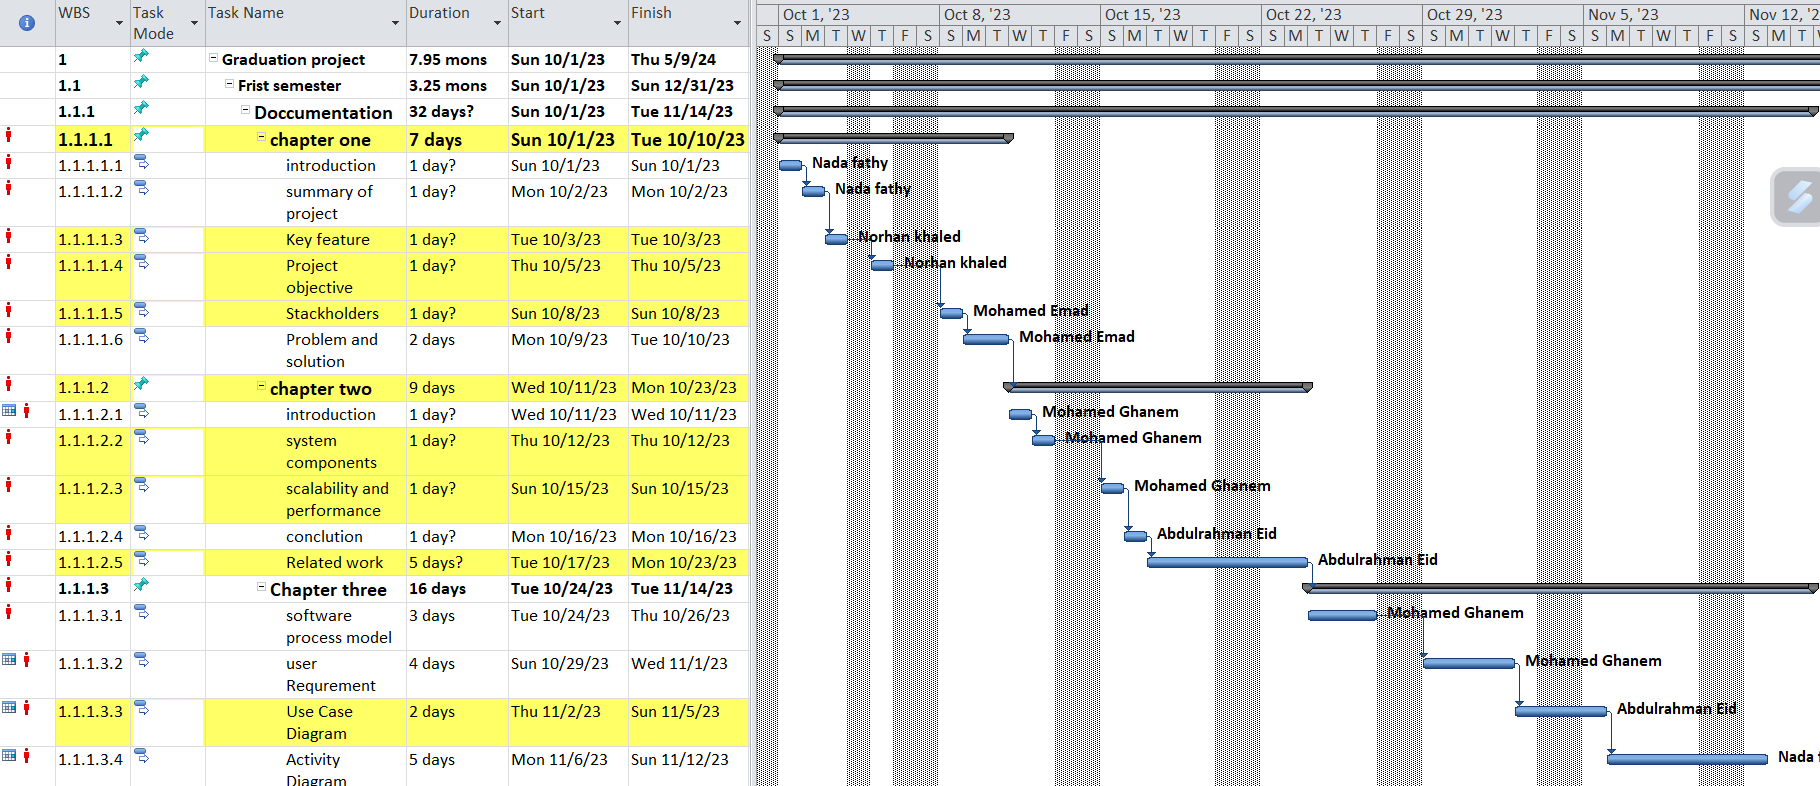 WBS Task Mode Task Name Duration Start Finish
Oct 1, '23 Oct 8, '23 Oct 15, '23 Oct 22, '23 Oct 29, '23 Nov 5, '23 Nov 12, '2
S S M T W T F S S M T W T F S S M T W T F S S M T W T F S S M T W T F S S M T W T F S S M T W
1 Graduation project 7.95 mons Sun 10/1/23 Thu 5/9/24
1.1 Frist semester 3.25 mons Sun 10/1/23 Sun 12/31/23
1.1.1 Doccumentation 32 days? Sun 10/1/23 Tue 11/14/23
1.1.1.1 chapter one 7 days Sun 10/1/23 Tue 10/10/23
1.1.1.1.1 introduction 1 day? Sun 10/1/23 Sun 10/1/23 Nada fathy
1.1.1.1.2 summary of 1 day? Mon 10/2/23 Mon 10/2/23 Nada fathy
project
1.1.1.1.3 Key feature 1 day? Tue 10/3/23 Tue 10/3/23 Norhan khaled
1.1.1.1.4 Project 1 day? Thu 10/5/23 Thu 10/5/23 Norhan khaled
objective
1.1.1.1.5 Stackholders 1 day? Sun 10/8/23 Sun 10/8/23 Mohamed Emad
1.1.1.1.6 Problem and 2 days Mon 10/9/23 Tue 10/10/23 Mohamed Emad
solution
1.1.1.2 chapter two 9 days Wed 10/11/23 Mon 10/23/23
1.1.1.2.1 introduction 1 day? Wed 10/11/23 Wed 10/11/23 Mohamed Ghanem
1.1.1.2.2 system 1 day? Thu 10/12/23 Thu 10/12/23 Mohamed Ghanem
components
1.1.1.2.3 scalability and 1 day? Sun 10/15/23 Sun 10/15/23 Mohamed Ghanem
performance
1.1.1.2.4 conclution 1 day? Mon 10/16/23 Mon 10/16/23 Abdulrahman Eid
1.1.1.2.5 Related work 5 days? Tue 10/17/23 Mon 10/23/23 Abdulrahman Eid
1.1.1.3 Chapter three 16 days Tue 10/24/23 Tue 11/14/23
1.1.1.3.1 software 3 days Tue 10/24/23 Thu 10/26/23 Mohamed Ghanem
process model
1.1.1.3.2 user 4 days Sun 10/29/23 Wed 11/1/23 Mohamed Ghanem
Requrement
1.1.1.3.3 Use Case 2 days Thu 11/2/23 Sun 11/5/23 Abdulrahman Eid
Diagram
1.1.1.3.4 Activity 5 days Mon 11/6/23 Sun 11/12/23 Nada
Diagram